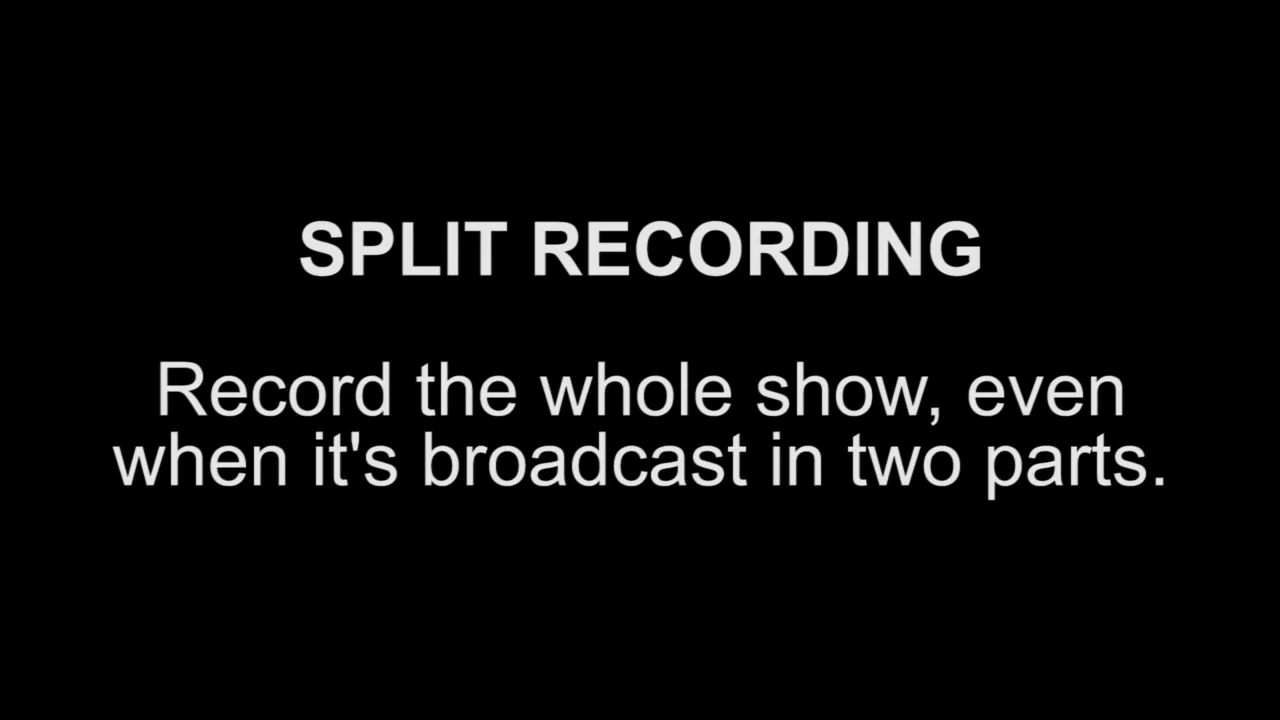 SPLIT RECORDING
Record the whole show, even
when it's broadcast in two parts.